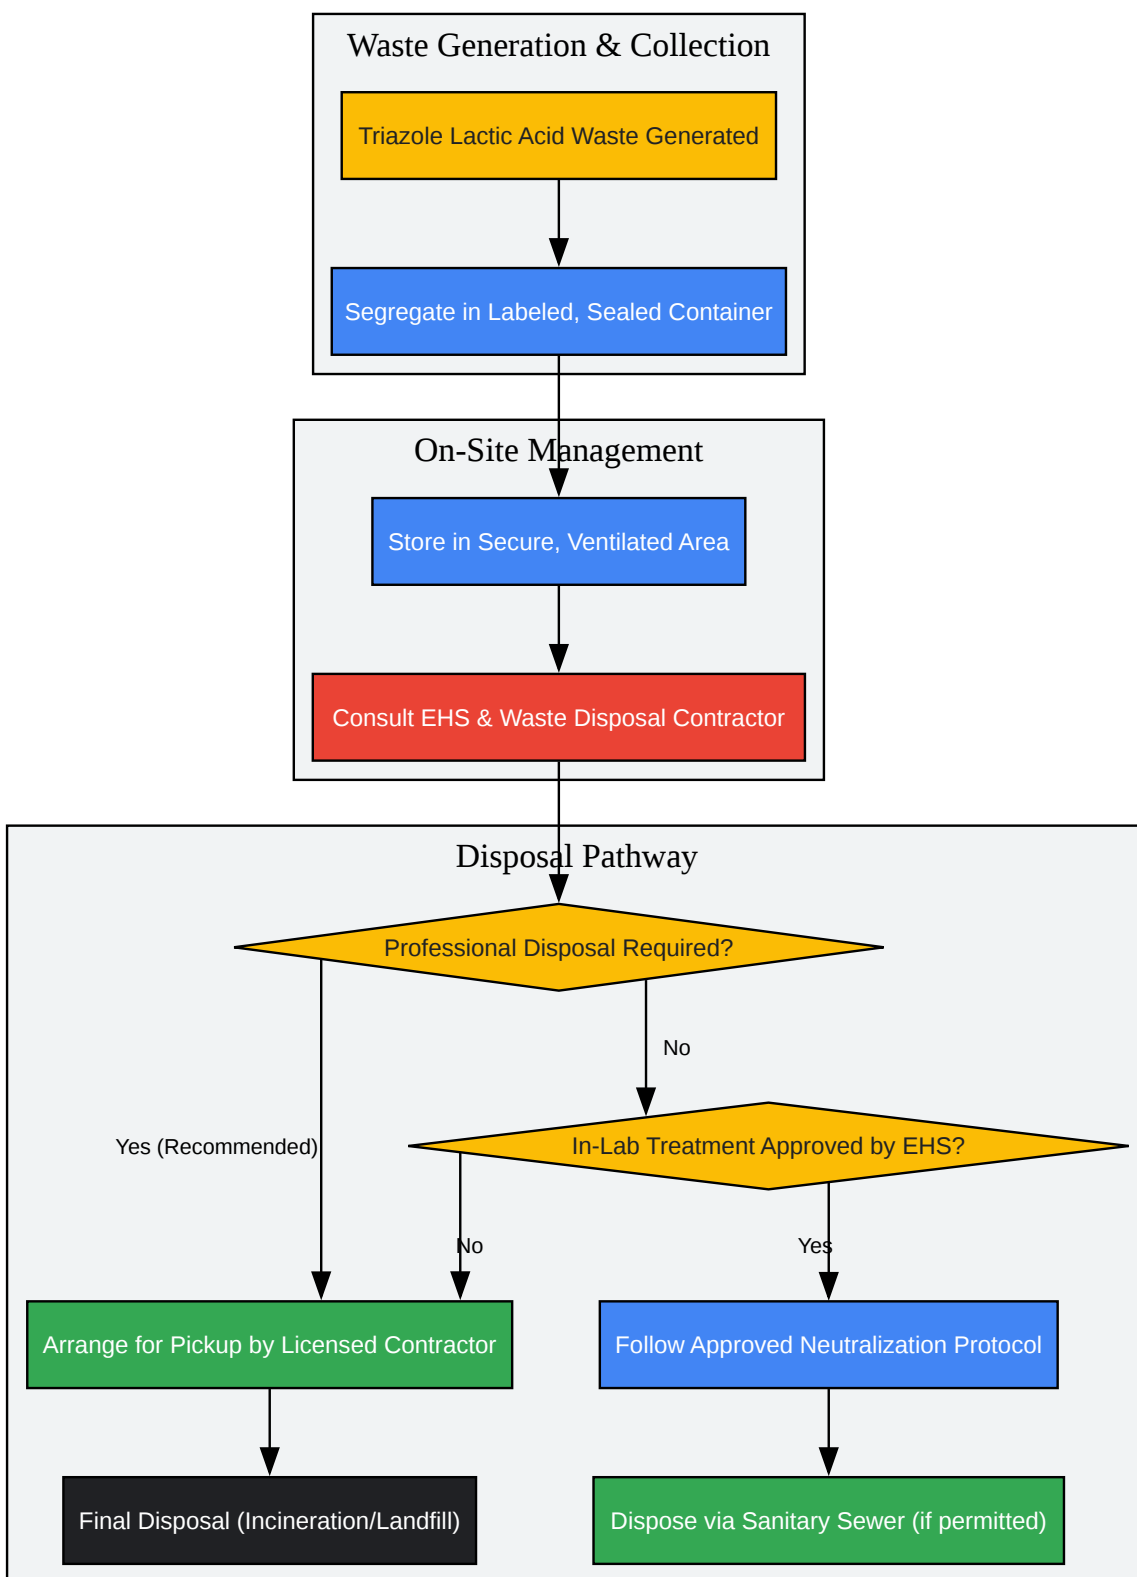 Waste Generation & Collection
Triazole Lactic Acid Waste Generated
Segregate in Labeled, Sealed Container
On-Site Management
Store in Secure, Ventilated Area
Consult EHS & Waste Disposal Contractor
Disposal Pathway
Professional Disposal Required?
No
Yes (Recommended)
In-Lab Treatment Approved by EHS?
No
Yes
Arrange for Pickup by Licensed Contractor
Follow Approved Neutralization Protocol
Final Disposal (Incineration/Landfill)
Dispose via Sanitary Sewer (if permitted)